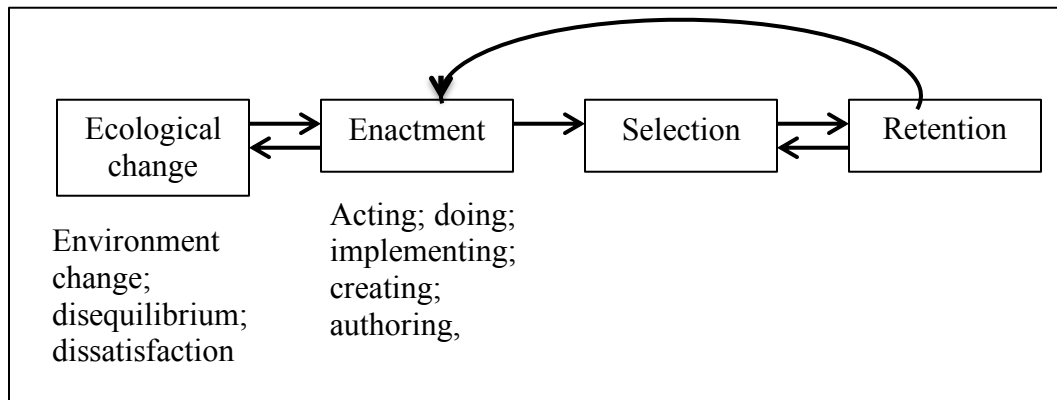 Ecological
change
Enactment
Selection
Retention
Environment
change;
disequilibrium;
dissatisfaction
Acting; doing;
implementing;
creating;
authoring,